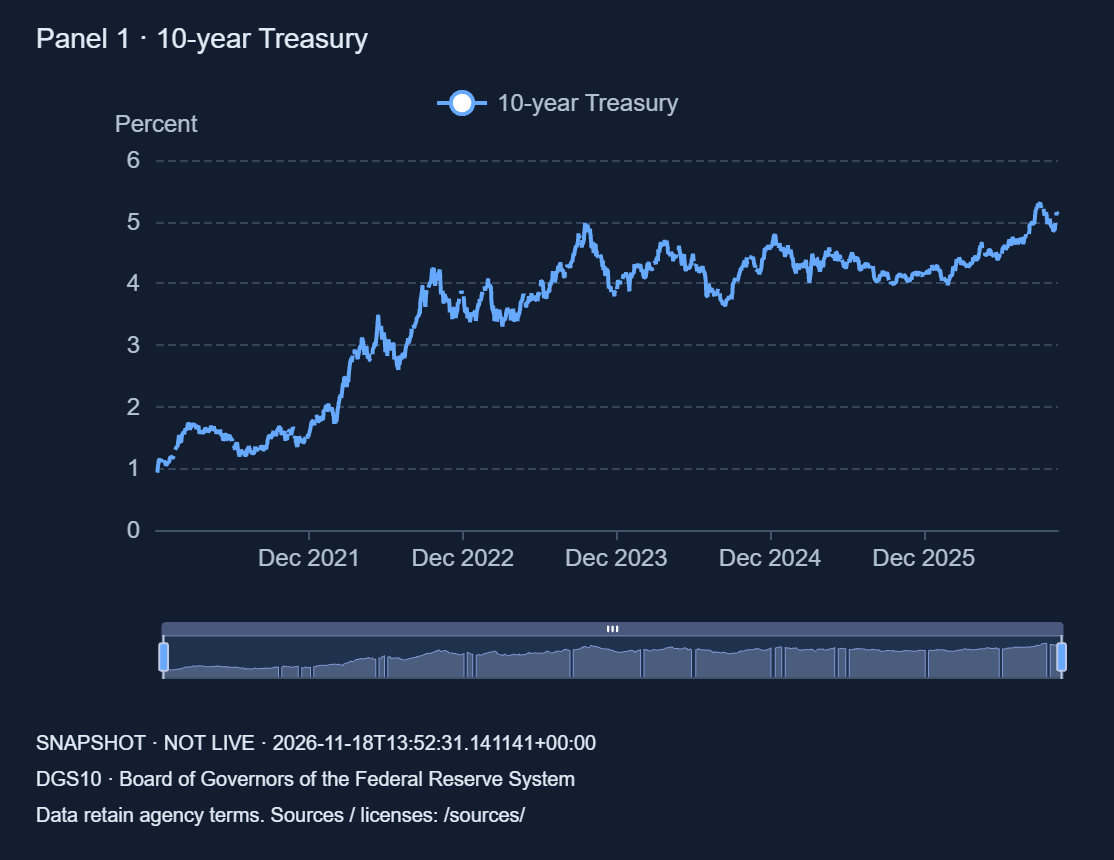 Panel 1 · 10-year Treasury
10-year Treasury
Percent
6
5
4
3
2
1
0
Dec 2021 Dec 2022 Dec 2023 Dec 2024 Dec 2025
SNAPSHOT · NOT LIVE · 2026-11-18T13:52:31.141141+00:00
DGS10 · Board of Governors of the Federal Reserve System
Data retain agency terms. Sources / licenses: /sources/